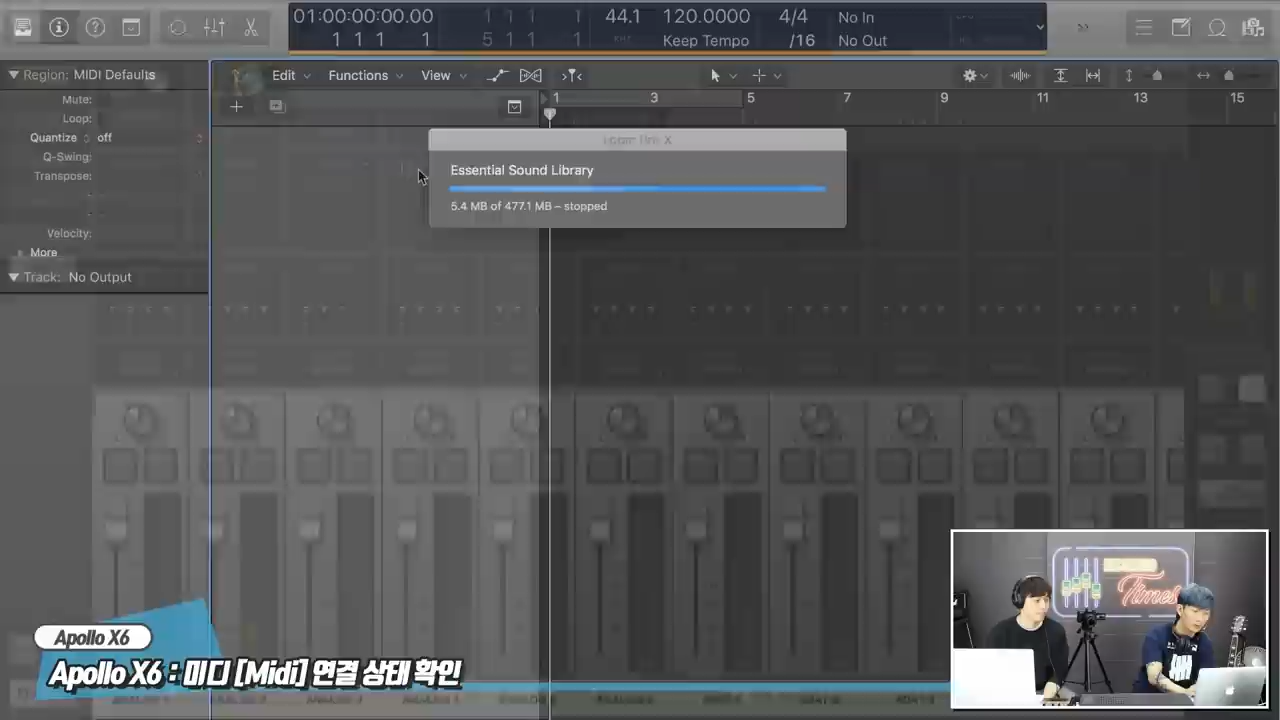 01:00:00:00.00
1 1 1 1
1 1 1
5 1 1 1
44.1
120.0000
Keep Tempo
4/4
/16
No In
No Out
Region: MIDI Defaults
Mute:
Loop:
Quantize off
Q-Swing:
Transpose:
Velocity:
More
Track: No Output
Edit Functions View
1 3 5 7 9 11 13 15
Logic Pro X
Essential Sound Library
5.4 MB of 477.1 MB – stopped
Times
Apollo X6
Apollo X6 : 미디 [Midi] 연결 상태 확인